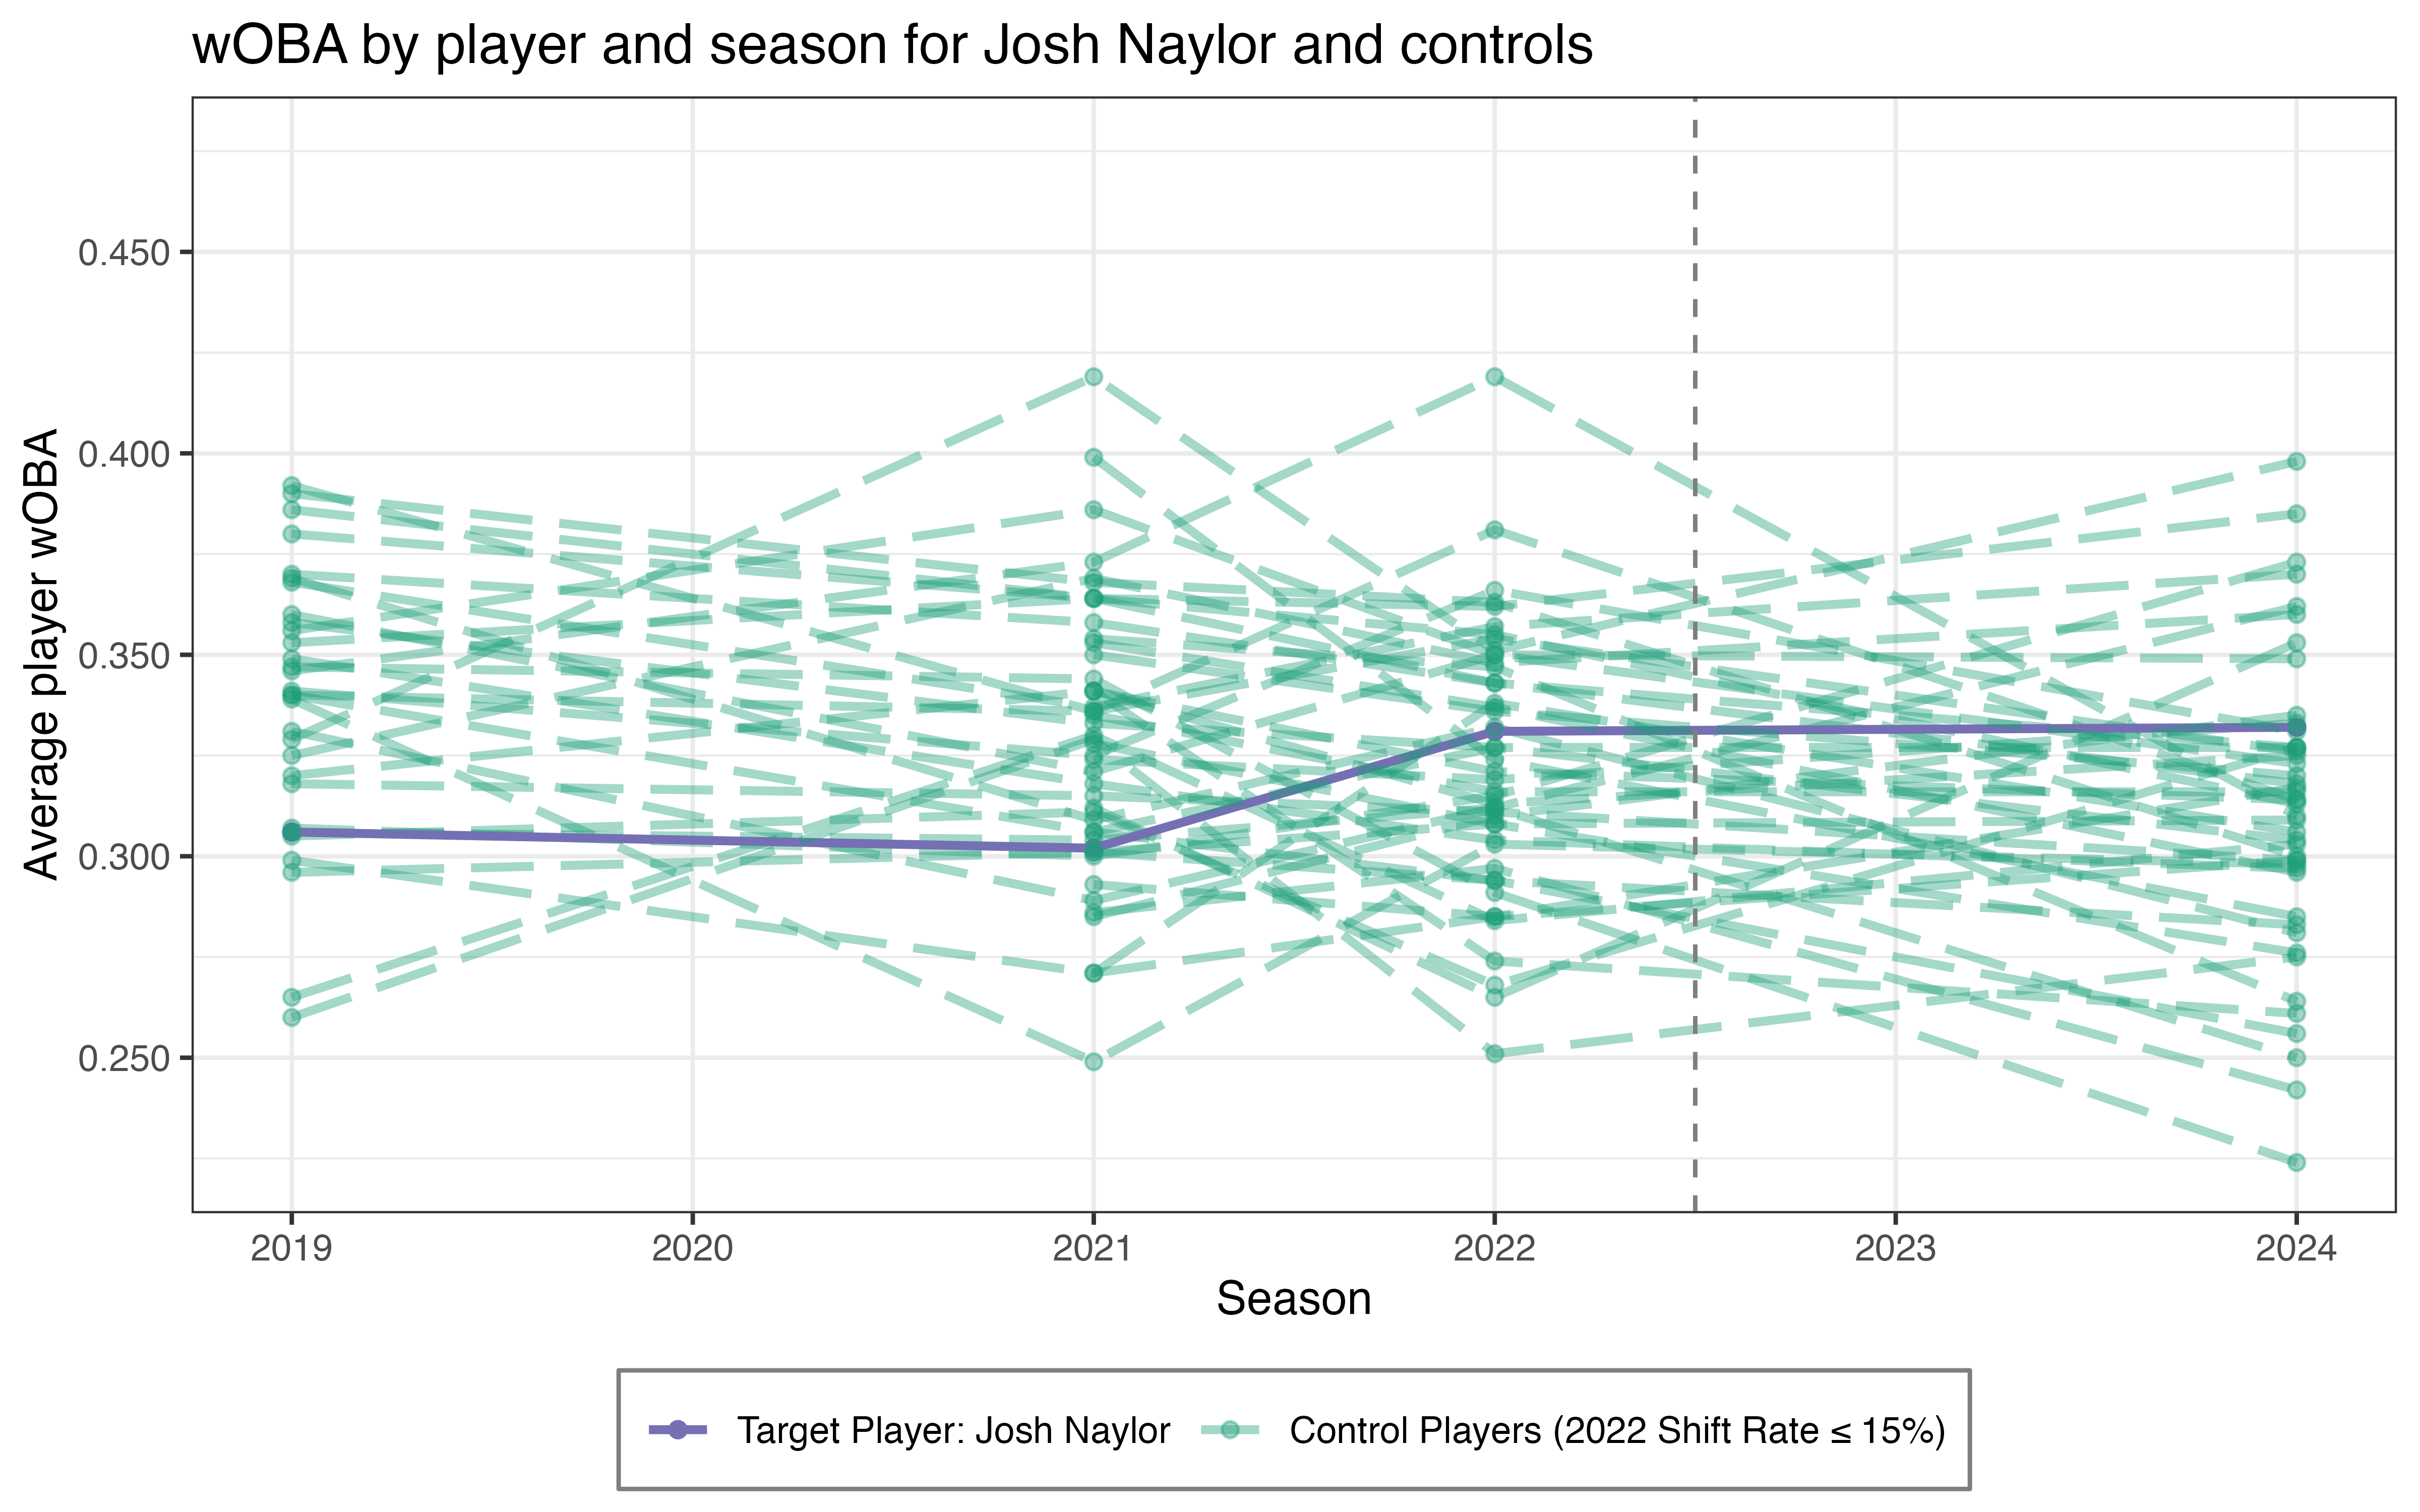 wOBA by player and season for Josh Naylor and controls
Average player wOBA
0.450
0.400
0.350
0.300
0.250
2019 2020 2021 2022 2023 2024
Season
Target Player: Josh Naylor Control Players (2022 Shift Rate ≤ 15%)